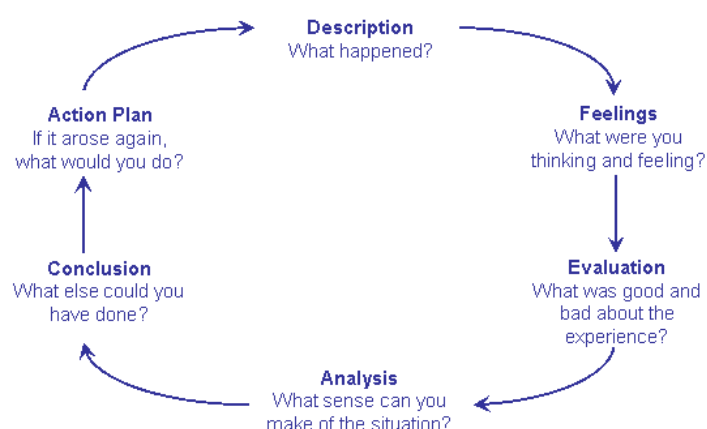 Description
What happened?
Feelings
What were you
thinking and feeling?
Evaluation
What was good and
bad about the
experience?
Analysis
What sense can you
make of the situation?
Conclusion
What else could you
have done?
Action Plan
If it arose again,
what would you do?